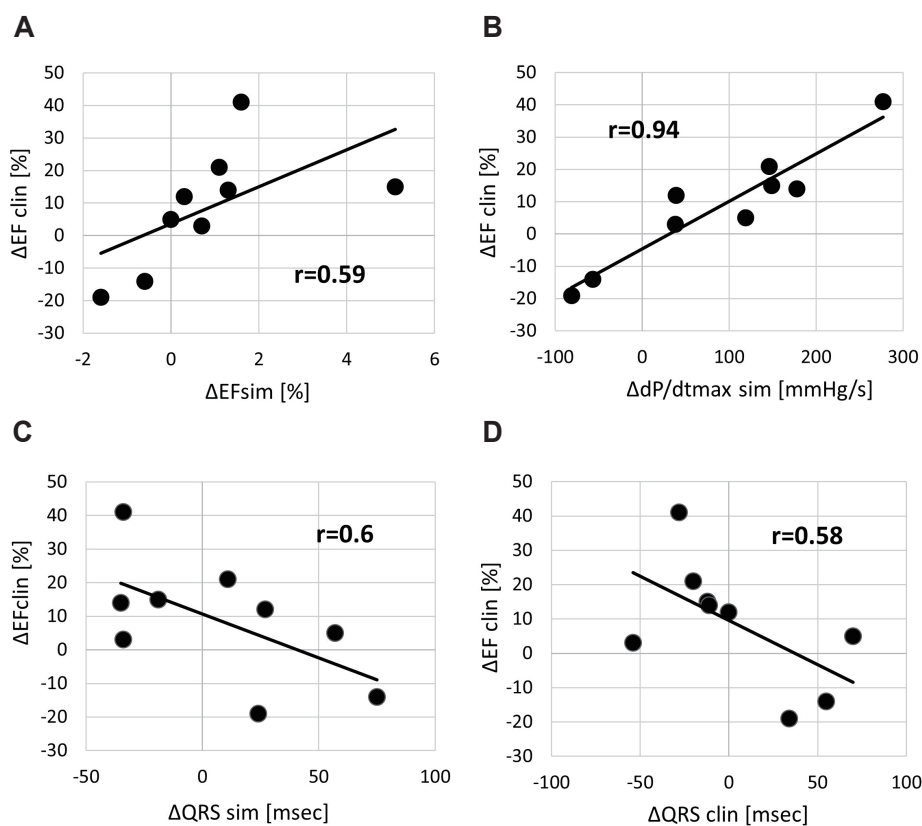 A
50
40
30
20
10
0
-10
-20
-30
ΔEF clin [%]
r=0.59
-2 0 2 4 6
ΔEFsim [%]
B
50
40
30
20
10
0
-10
-20
-30
ΔEF clin [%]
r=0.94
-100 0 100 200 300
ΔdP/dtmax sim [mmHg/s]
C
50
40
30
20
10
0
-10
-20
-30
ΔEFclin [%]
r=0.6
-50 0 50 100
ΔQRS sim [msec]
D
50
40
30
20
10
0
-10
-20
-30
ΔEF clin [%]
r=0.58
-100 -50 0 50 100
ΔQRS clin [msec]